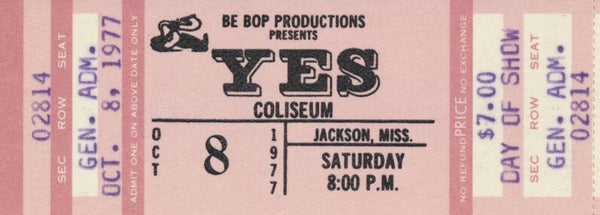 02814
SEC ROW SEAT
GEN. ADM.
OCT. 8, 1977
ADMIT ONE ON ABOVE DATE ONLY
BE BOP PRODUCTIONS
PRESENTS
YES
COLISEUM
OCT
8
1977
JACKSON, MISS.
SATURDAY
8:00 P.M.
NO REFUND PRICE NO EXCHANGE
$7.00
DAY OF SHOW
GEN. ADM.
02814
SEC ROW SEAT